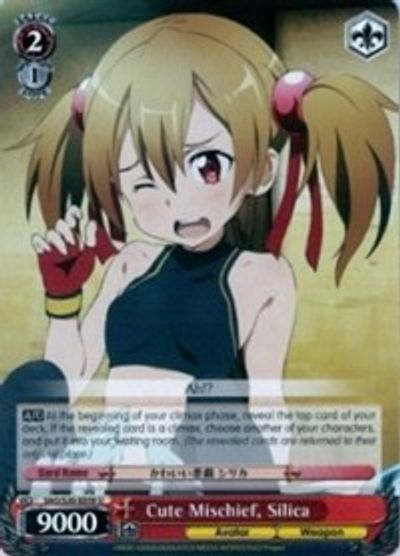 LEVEL
2
1
Ah!?
AUTO At the beginning of your climax phase, reveal the top card of your
deck. If the revealed card is a climax, choose another of your characters,
and put it into your waiting room. (The revealed cards are returned to their
original
Card Name かわいい悪戯 シリカ
9000
Cute Mischief, Silica
Avatar Weapon